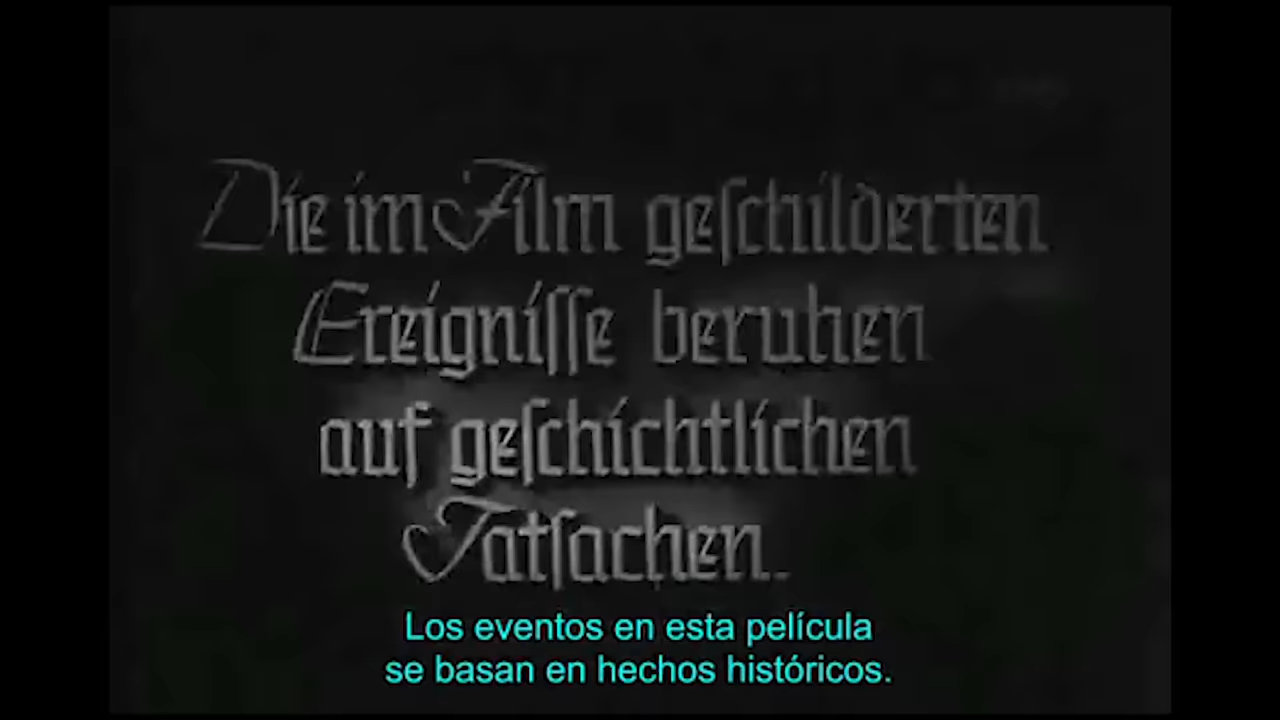 Die im Film geſchilderten
Ereigniſſe beruhen
auf geſchichtlichen
Tatſachen.
Los eventos en esta película
se basan en hechos históricos.